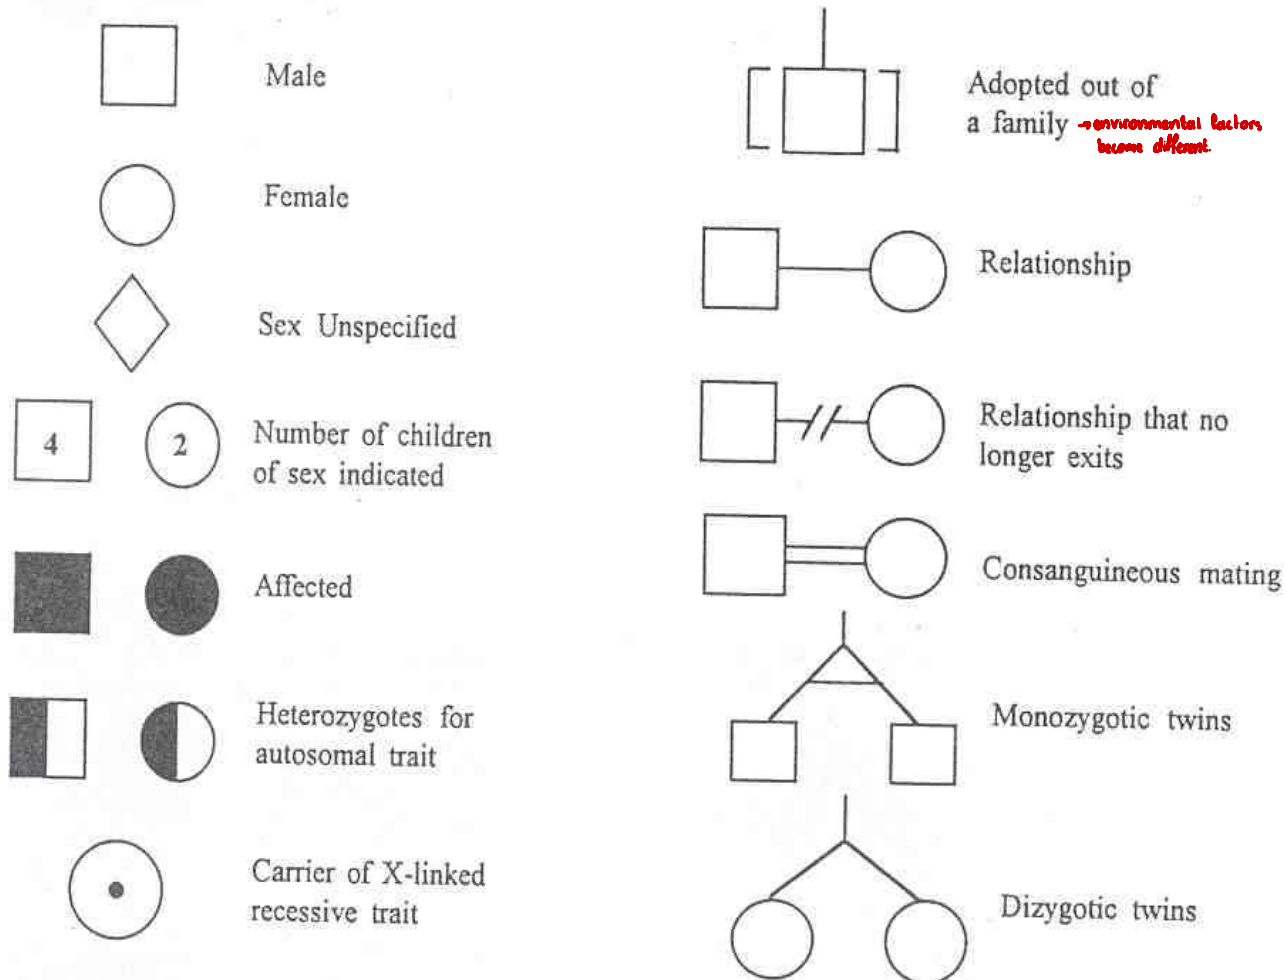 Male
Female
Sex Unspecified
4
2
Number of children
of sex indicated
Affected
Heterozygotes for
autosomal trait
Carrier of X-linked
recessive trait
Adopted out of
a family →environmental factors
become different.
Relationship
Relationship that no
longer exits
Consanguineous mating
Monozygotic twins
Dizygotic twins